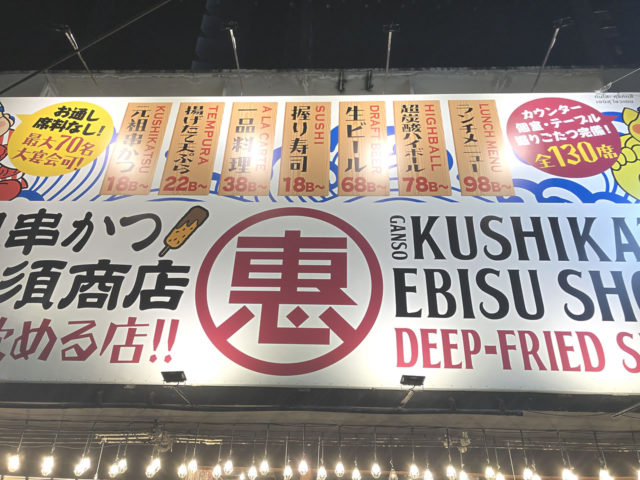 お通し
席料なし!
最大70名
大宴会可!
KUSHIKATSU
元祖串かつ
18B~
TEMPURA
揚げたて天ぷら
22B~
A LA CARTE
一品料理
38B~
SUSHI
握り寿司
18B~
DRAFT BEER
生ビール
68B~
HIGHBALL
超炭酸ハイボール
78B~
LUNCH MENU
ランチメニュー
98B~
カウンター
個室・テーブル
掘りごたつ完備!
全130席
串かつ
須商店
飲める店!!
惠
GANSO
KUSHIKAT
EBISU SHO
DEEP-FRIED S